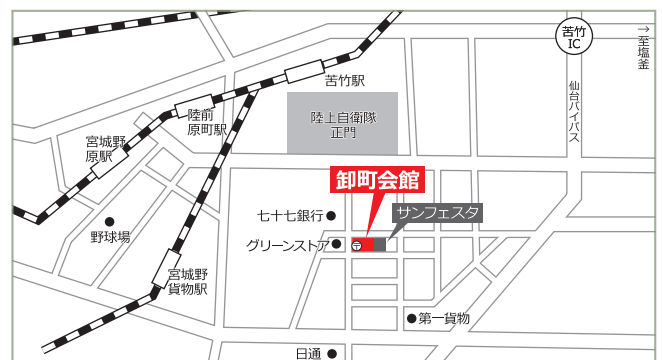 苦竹
IC
→至塩釜
仙台バイパス
苦竹駅
陸前
原町駅
陸上自衛隊
正門
宮城野
原駅
卸町会館
サンフェスタ
七十七銀行
野球場
グリーンストア
〒
宮城野
貨物駅
第一貨物
日通